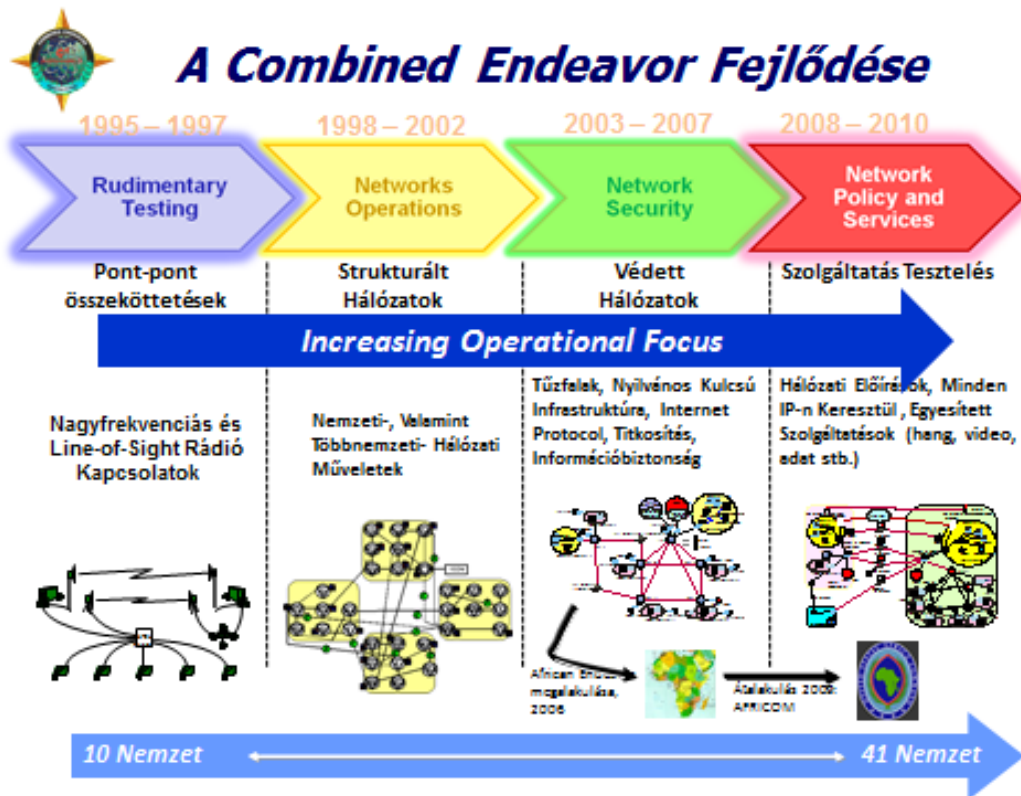 A Combined Endeavor Fejlődése
1995 – 1997
1998 – 2002
2003 – 2007
2008 – 2010
Rudimentary
Testing
Networks
Operations
Network
Security
Network
Policy and
Services
Pont-pont
összeköttetések
Strukturált
Hálózatok
Védett
Hálózatok
Szolgáltatás Tesztelés
Increasing Operational Focus
Nagyfrekvenciás és
Line-of-Sight Rádió
Kapcsolatok
Nemzeti-, Valamint
Többnemzeti- Hálózati
Műveletek
Tűzfalak, Nyilvános Kulcsú
Infrastruktúra, Internet
Protocol, Titkosítás,
Információbiztonság
Hálózati Előírások, Minden
IP-n Keresztül , Egyesített
Szolgáltatások (hang, video,
adat stb.)
African
megalakulása,
2006
Átalakulás 2009:
AFRICOM
10 Nemzet
41 Nemzet